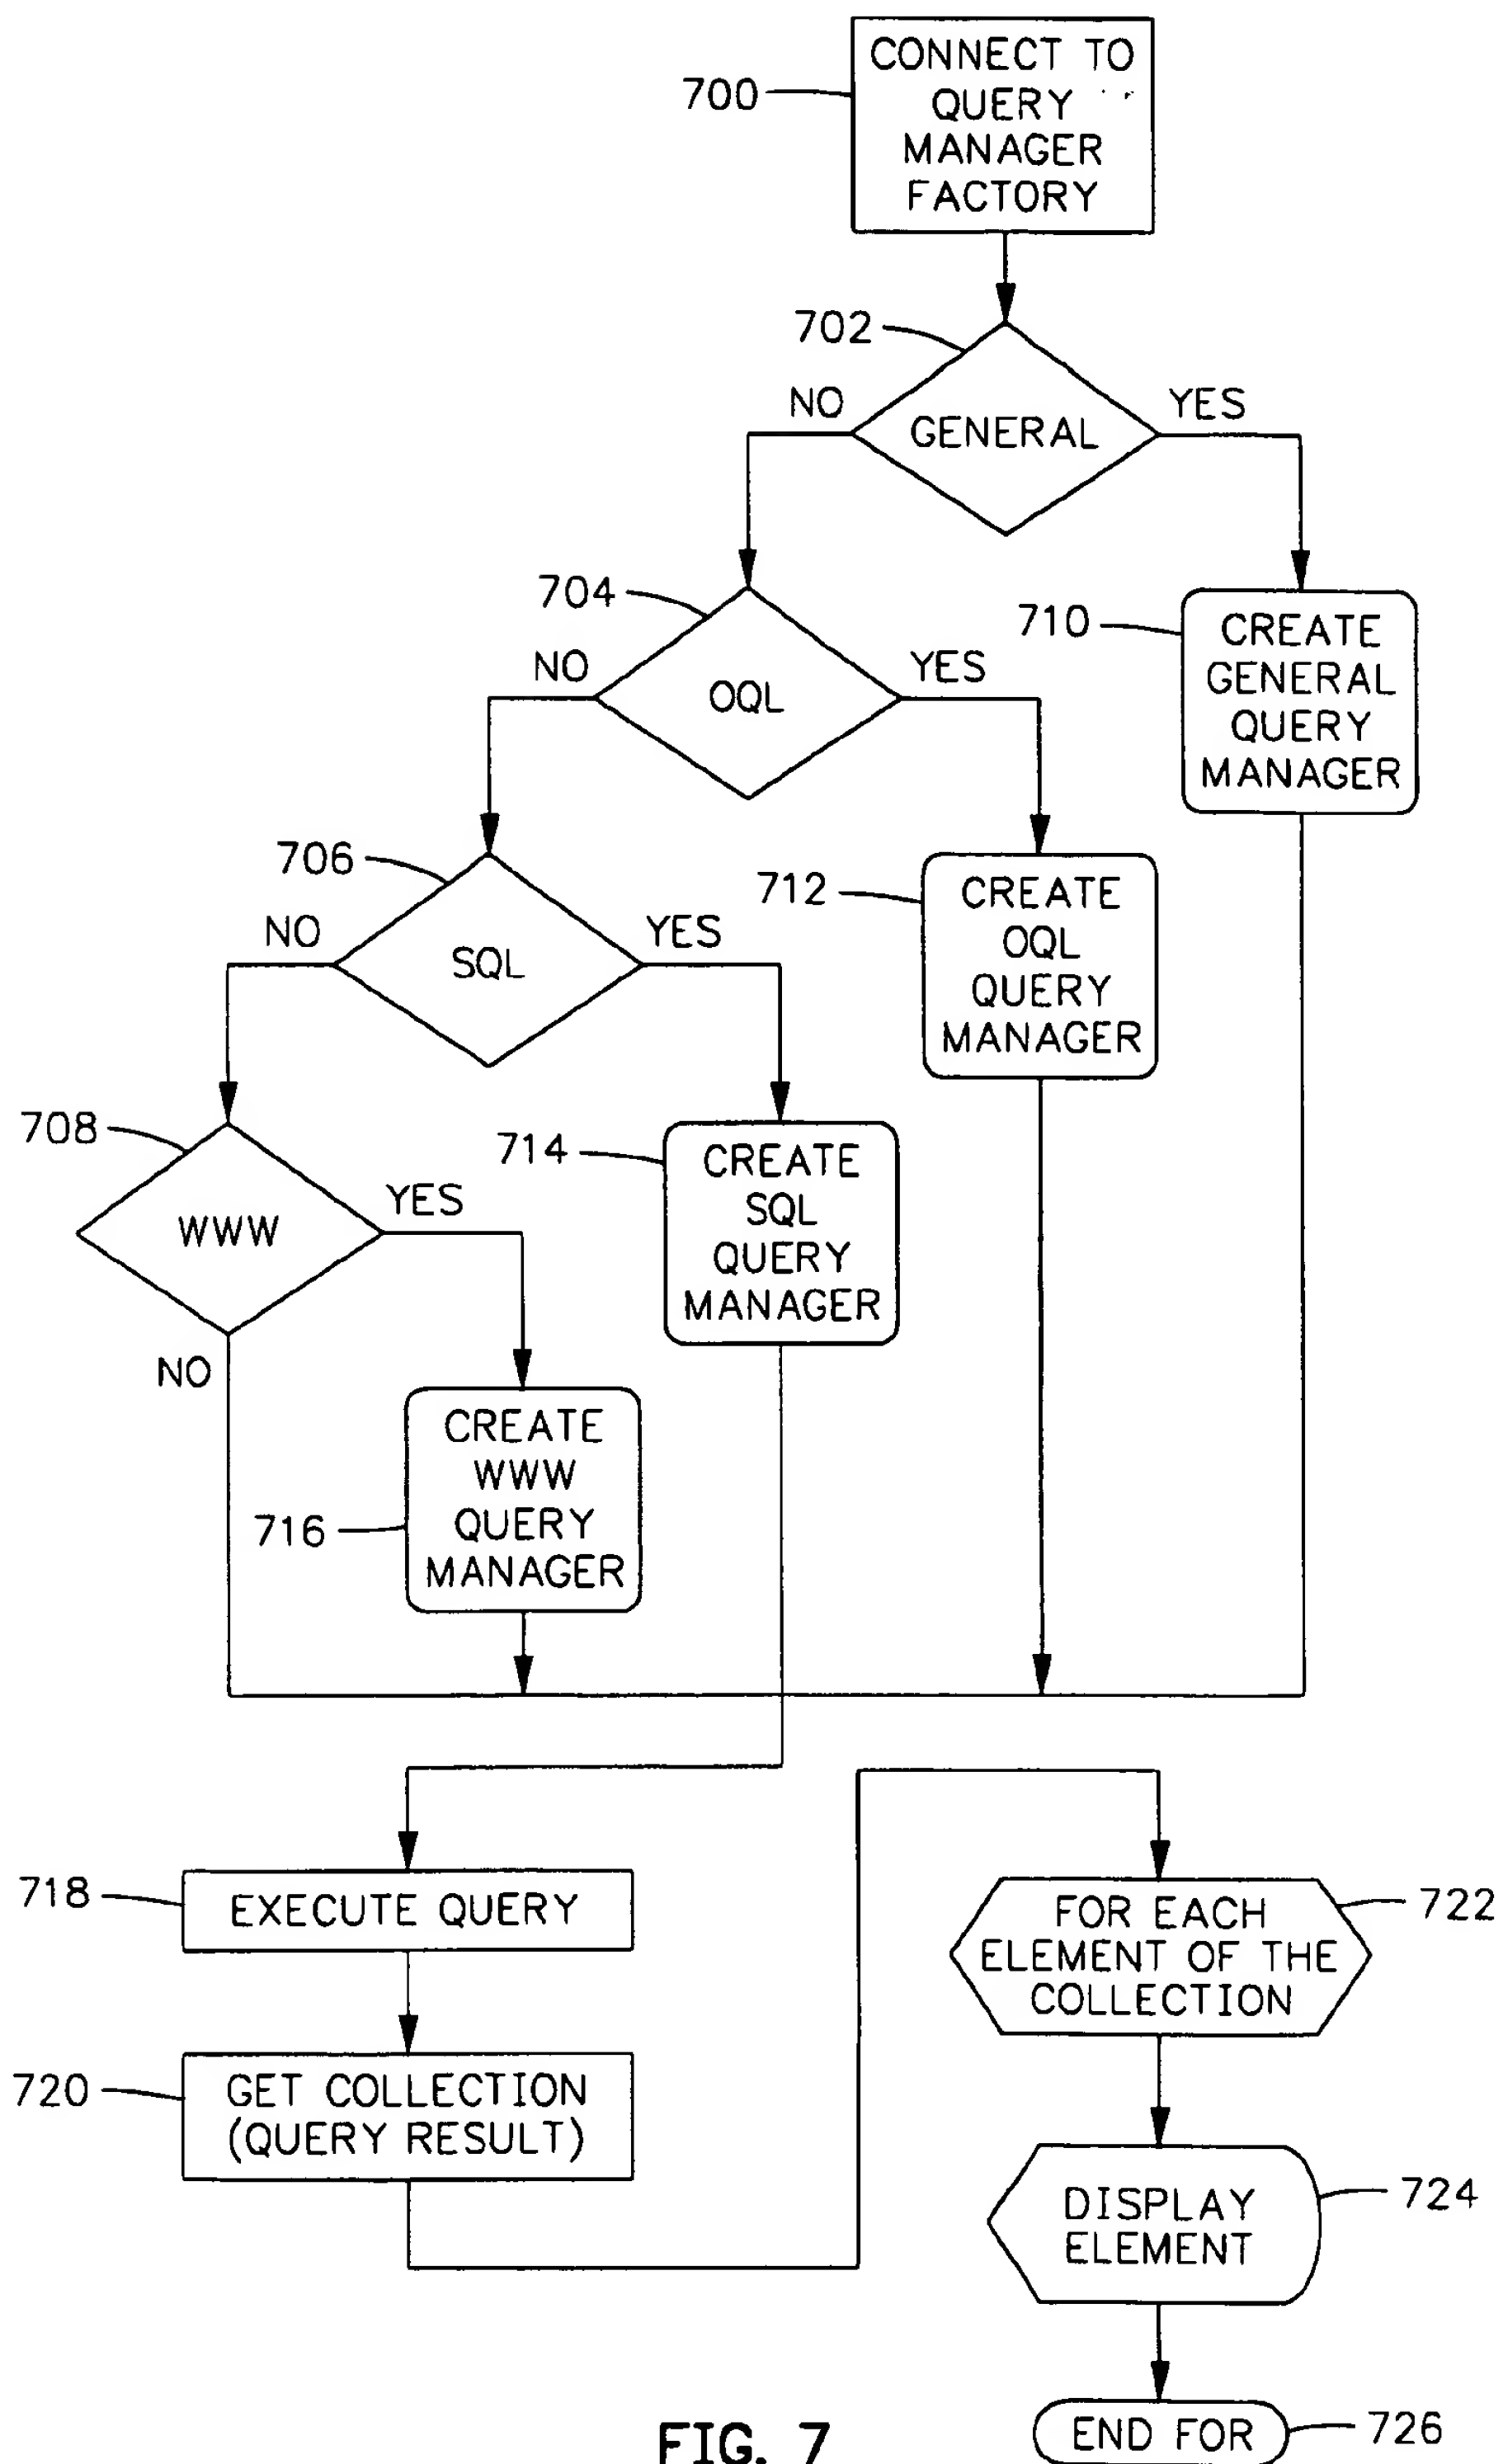 CONNECT TO
QUERY
MANAGER
FACTORY
700
702
NO
YES
GENERAL
704
NO
YES
OQL
710
CREATE
GENERAL
QUERY
MANAGER
706
NO
YES
SQL
712
CREATE
OQL
QUERY
MANAGER
708
YES
WWW
NO
714
CREATE
SQL
QUERY
MANAGER
716
CREATE
WWW
QUERY
MANAGER
718
EXECUTE QUERY
720
GET COLLECTION
(QUERY RESULT)
FOR EACH
ELEMENT OF THE
COLLECTION
722
DISPLAY
ELEMENT
724
END FOR
726
FIG. 7